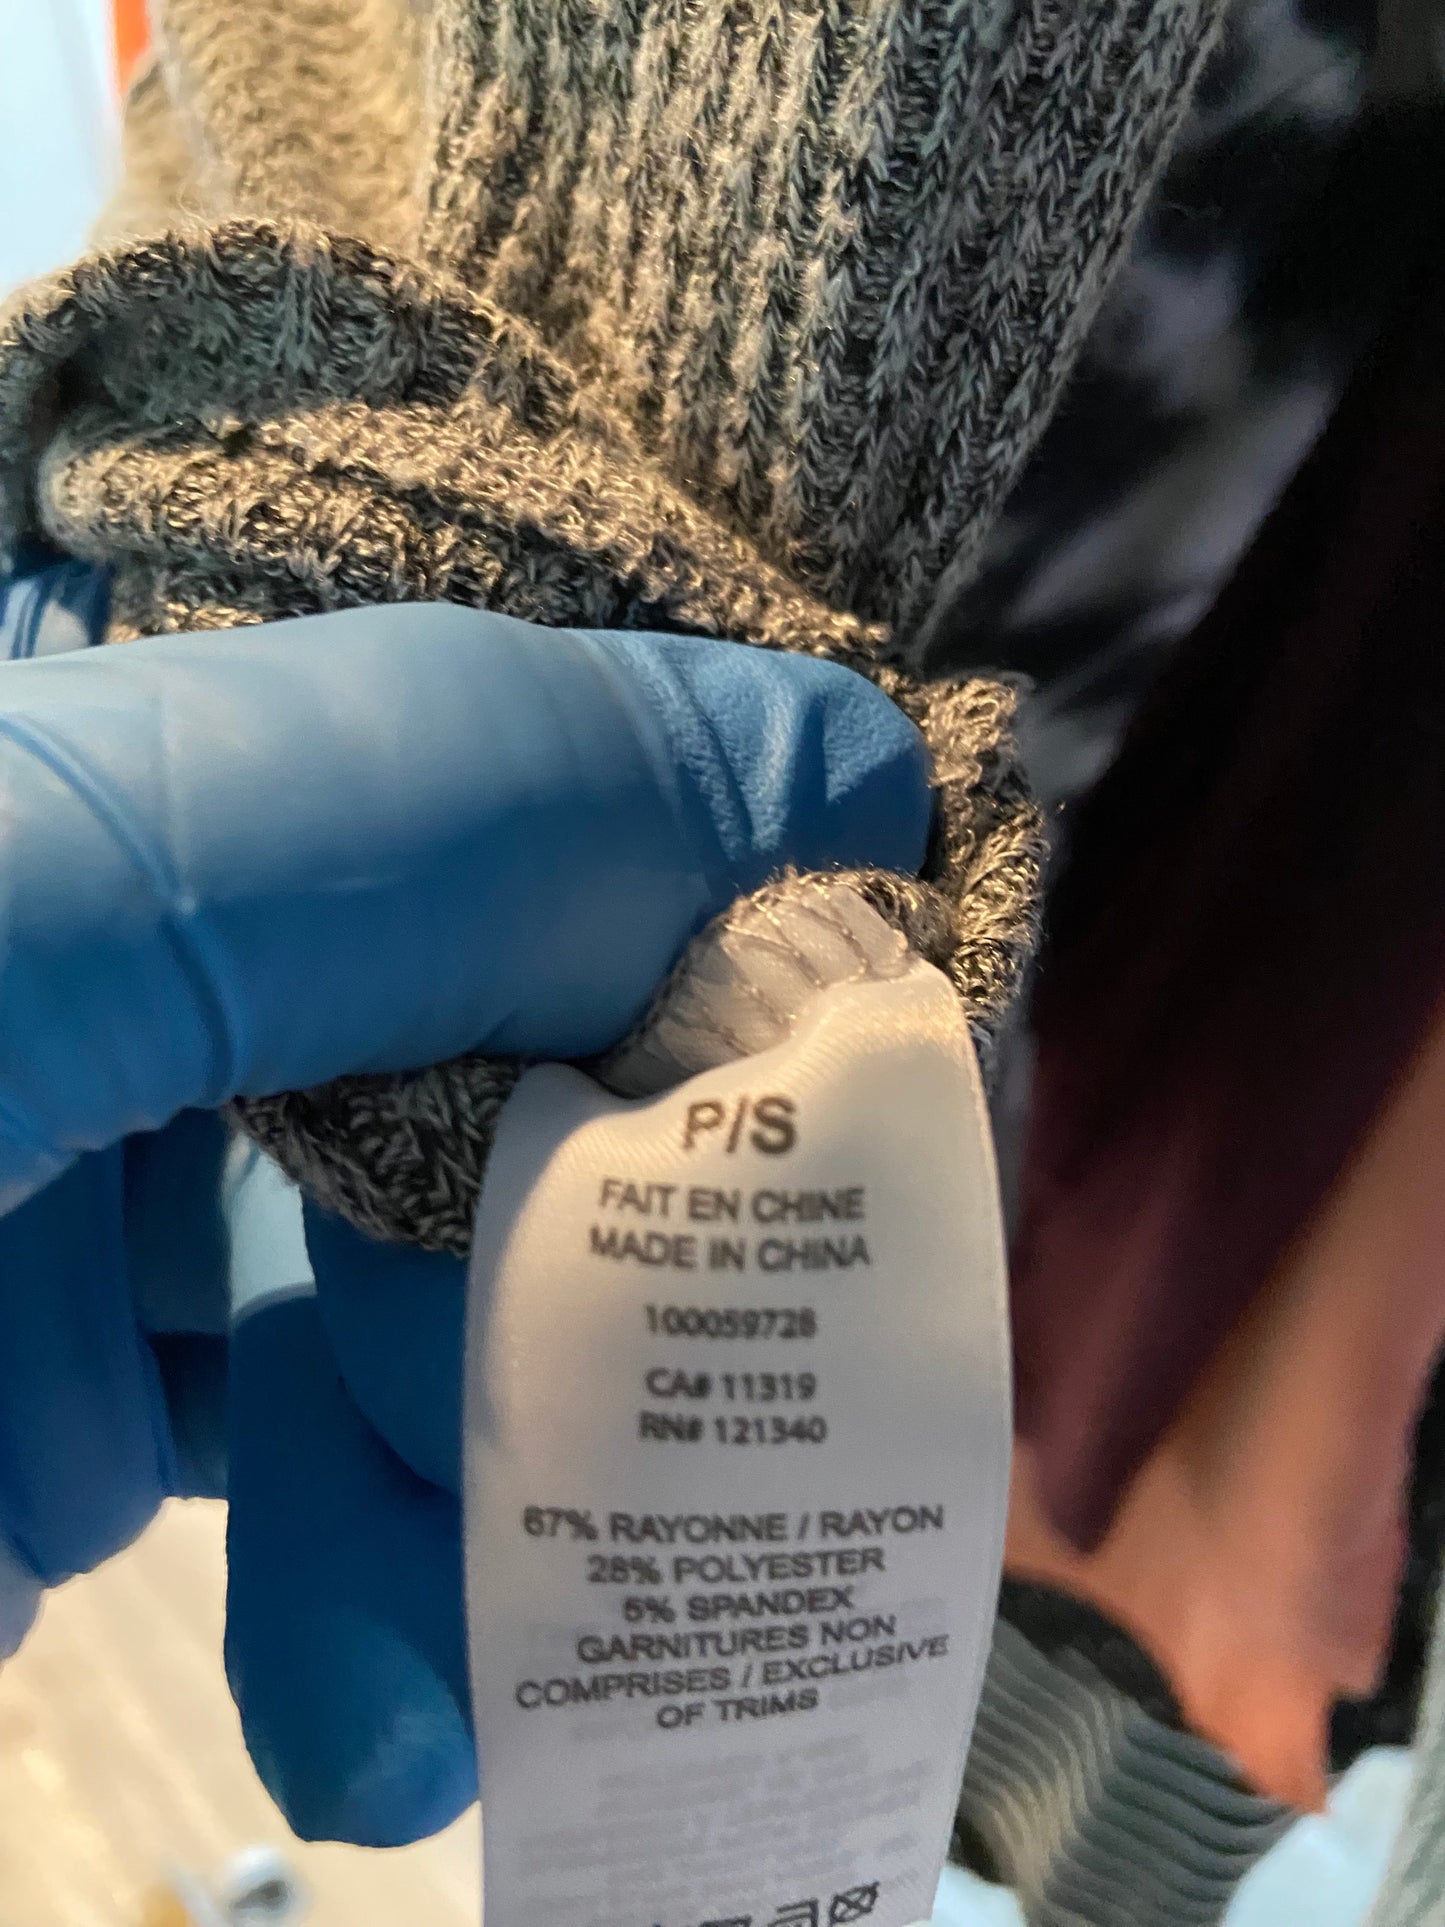 P/S
FAIT EN CHINE
MADE IN CHINA
100059728
CA# 11319
RN# 121340
67% RAYONNE / RAYON
28% POLYESTER
5% SPANDEX
GARNITURES NON
COMPRISES / EXCLUSIVE
OF TRIMS